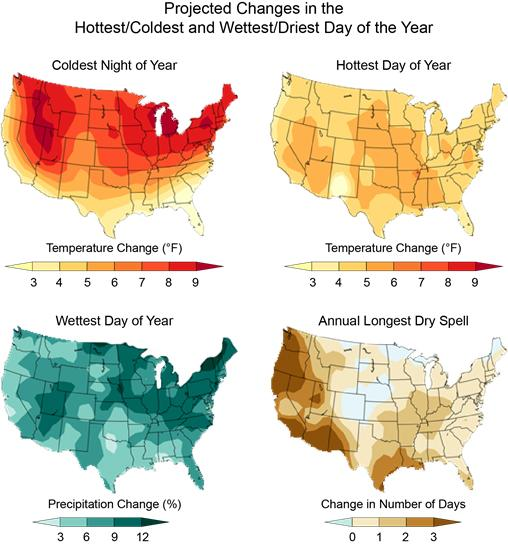 Projected Changes in the
Hottest/Coldest and Wettest/Driest Day of the Year
Coldest Night of Year
Hottest Day of Year
Temperature Change (°F)
3 4 5 6 7 8 9
Temperature Change (°F)
3 4 5 6 7 8 9
Wettest Day of Year
Annual Longest Dry Spell
Precipitation Change (%)
3 6 9 12
Change in Number of Days
0 1 2 3